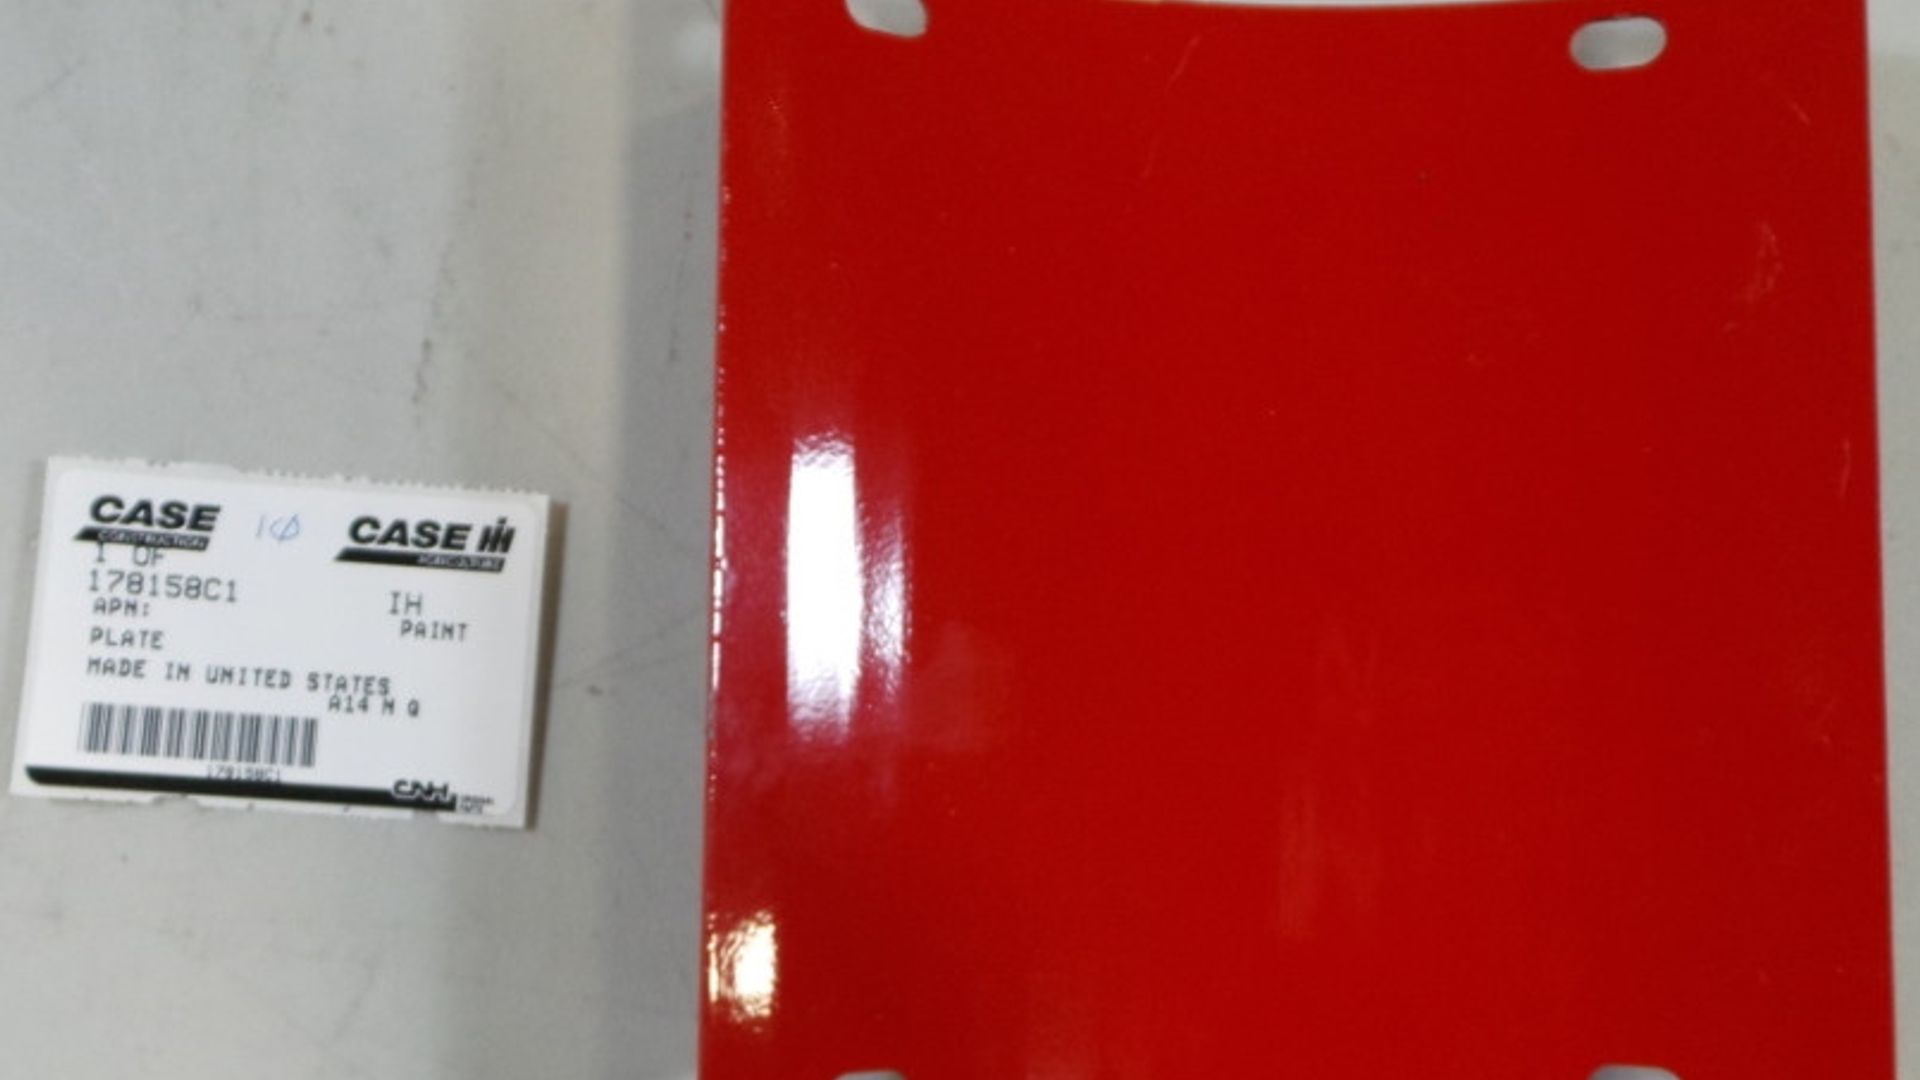 CASE
CONSTRUCTION
CASE IH
AGRICULTURE
1 OF
178158C1
IH
APN:
PAINT
PLATE
MADE IN UNITED STATES
A14 N Q
178158C1
CNH